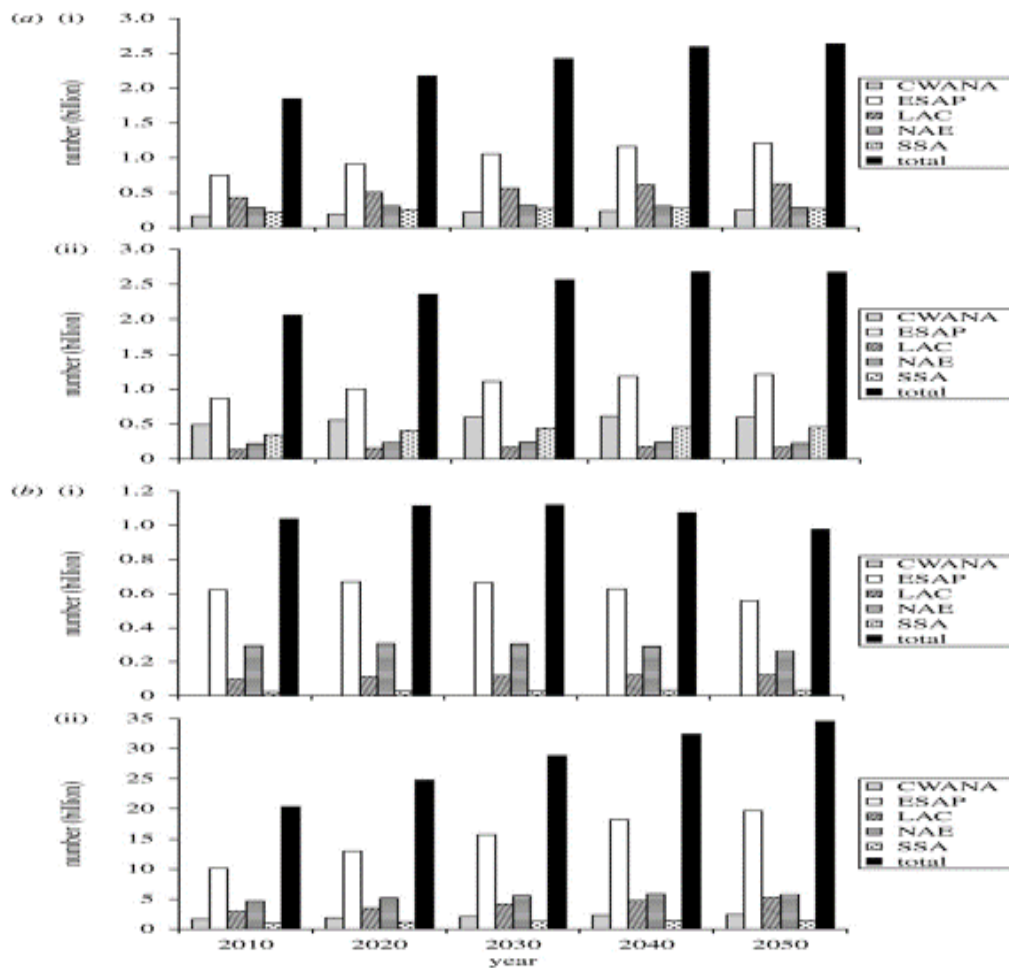 (a) (i)
number (billion)
3.0
2.5
2.0
1.5
1.0
0.5
0
CWANA
ESAP
LAC
NAE
SSA
total
(ii)
number (billion)
3.0
2.5
2.0
1.5
1.0
0.5
0
CWANA
ESAP
LAC
NAE
SSA
total
(b) (i)
number (billion)
1.2
1.0
0.8
0.6
0.4
0.2
0
CWANA
ESAP
LAC
NAE
SSA
total
(ii)
number (billion)
35
30
25
20
15
10
5
0
CWANA
ESAP
LAC
NAE
SSA
total
2010 2020 2030 2040 2050
year